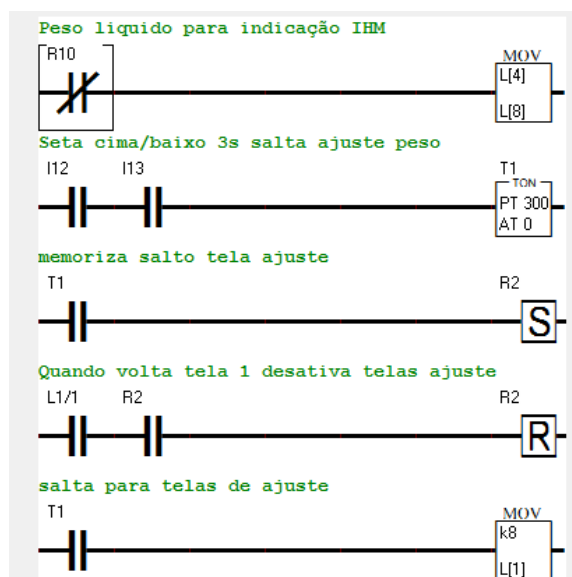 Peso liquido para indicação IHM
R10
MOV
L[4]
L[8]
Seta cima/baixo 3s salta ajuste peso
I12 I13 T1
TON
PT 300
AT 0
memoriza salto tela ajuste
T1 R2
S
Quando volta tela 1 desativa telas ajuste
L1/1 R2 R2
R
salta para telas de ajuste
T1
MOV
k8
L[1]